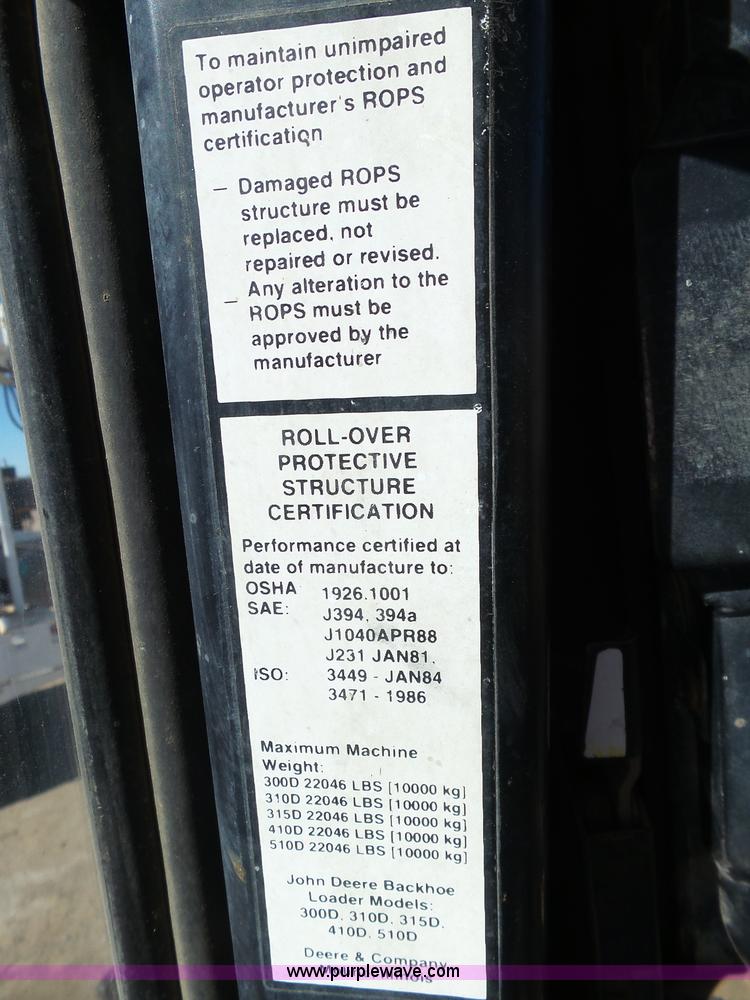 To maintain unimpaired
operator protection and
manufacturer's ROPS
certification
– Damaged ROPS
structure must be
replaced, not
repaired or revised.
– Any alteration to the
ROPS must be
approved by the
manufacturer
ROLL-OVER
PROTECTIVE
STRUCTURE
CERTIFICATION
Performance certified at
date of manufacture to:
OSHA 1926.1001
SAE: J394, 394a
J1040APR88
J231 JAN81,
ISO: 3449 - JAN84
3471 - 1986
Maximum Machine
Weight:
300D 22046 LBS [10000 kg]
310D 22046 LBS [10000 kg]
315D 22046 LBS [10000 kg]
410D 22046 LBS [10000 kg]
510D 22046 LBS [10000 kg]
John Deere Backhoe
Loader Models:
300D, 310D, 315D,
410D, 510D
Deere & Company
Illinois
www.purplewave.com